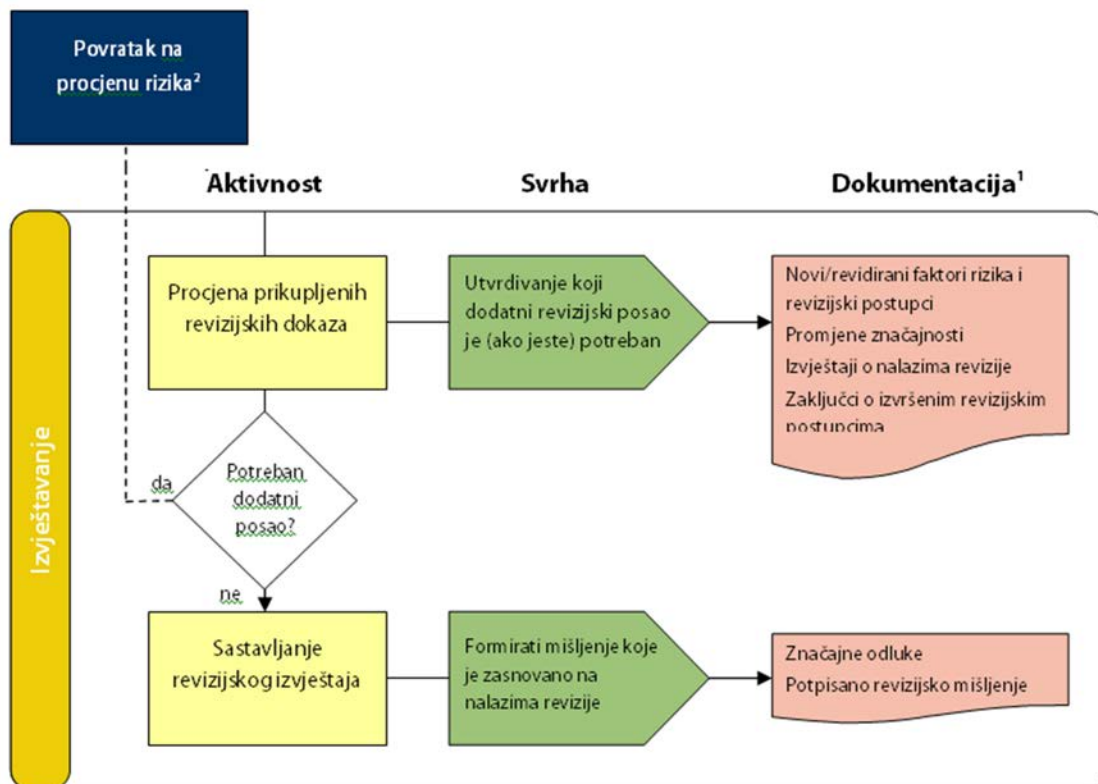 Povratak na
procjenu rizika²
Aktivnost
Svrha
Dokumentacija¹
Izvještavanje
Procjena prikupljenih
revizijskih dokaza
Utvrdivanje koji
dodatni revizijski posao
je (ako jeste) potreban
Novi/revidirani faktori rizika i
revizijski postupci
Promjene značajnosti
Izvještaji o nalazima revizije
Zaključci o izvršenim revizijskim
postupcima
da
Potreban
dodatni
posao?
ne
Sastavljanje
revizijskog izvještaja
Formirati mišljenje koje
je zasnovano na
nalazima revizije
Značajne odluke
Potpisano revizijsko mišljenje